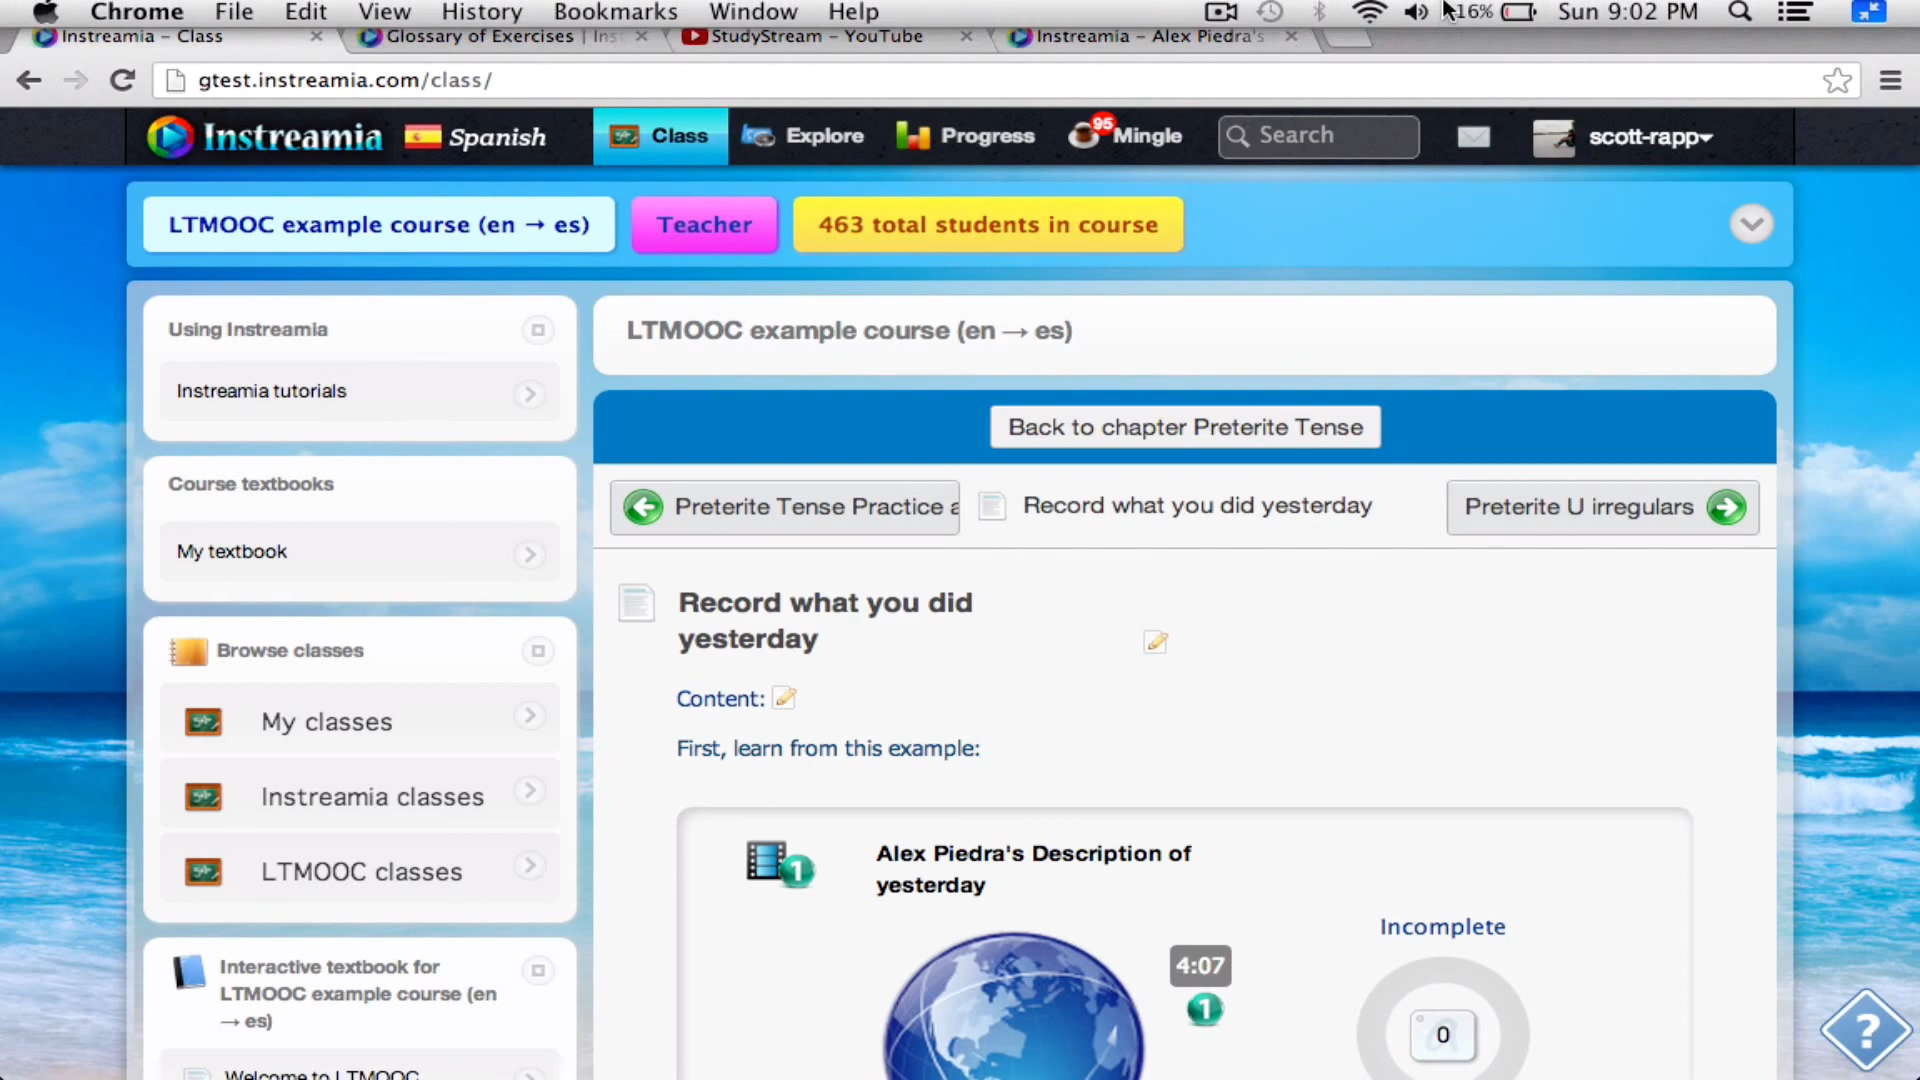 Chrome File Edit View History Bookmarks Window Help 16% Sun 9:02 PM
Instreamia – Class Glossary of Exercises | Inst StudyStream – YouTube Instreamia – Alex Piedra's
gtest.instreamia.com/class/
Instreamia Spanish Class Explore Progress 95 Mingle Search scott-rapp
LTMOOC example course (en → es) Teacher 463 total students in course
Using Instreamia
Instreamia tutorials
Course textbooks
My textbook
Browse classes
My classes
Instreamia classes
LTMOOC classes
Interactive textbook for
LTMOOC example course (en
→ es)
Welcome to LTMOOC
LTMOOC example course (en → es)
Back to chapter Preterite Tense
Preterite Tense Practice a Record what you did yesterday Preterite U irregulars
Record what you did
yesterday
Content:
First, learn from this example:
1 Alex Piedra's Description of
yesterday
Incomplete
4:07
1
0
?